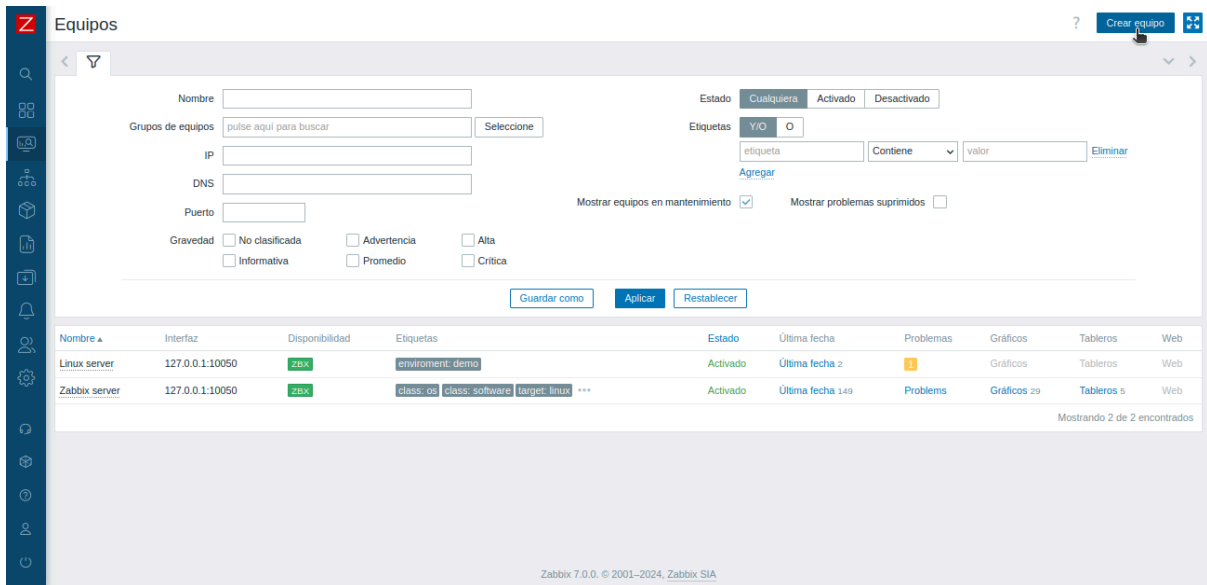 Z Equipos ? Crear equipo
Nombre Estado Cualquiera Activado Desactivado
Grupos de equipos pulse aquí para buscar Seleccione Etiquetas Y/O O
IP etiqueta Contiene valor Eliminar
DNS Agregar
Puerto Mostrar equipos en mantenimiento Mostrar problemas suprimidos
Gravedad No clasificada Advertencia Alta
Informativa Promedio Crítica
Guardar como Aplicar Restablecer
Nombre Interfaz Disponibilidad Etiquetas Estado Última fecha Problemas Gráficos Tableros Web
Linux server 127.0.0.1:10050 ZBX enviroment: demo Activado Última fecha 2 1 Gráficos Tableros Web
Zabbix server 127.0.0.1:10050 ZBX class: os class: software target: linux ••• Activado Última fecha 149 Problems Gráficos 29 Tableros 5 Web
Mostrando 2 de 2 encontrados
Zabbix 7.0.0. © 2001–2024, Zabbix SIA